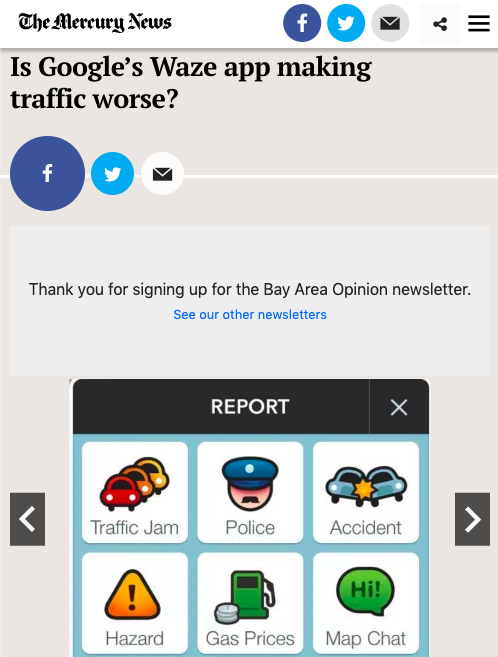 The Mercury News
Is Google's Waze app making
traffic worse?
Thank you for signing up for the Bay Area Opinion newsletter.
See our other newsletters
REPORT
Traffic Jam
Police
Accident
Hi!
Hazard
Gas Prices
Map Chat